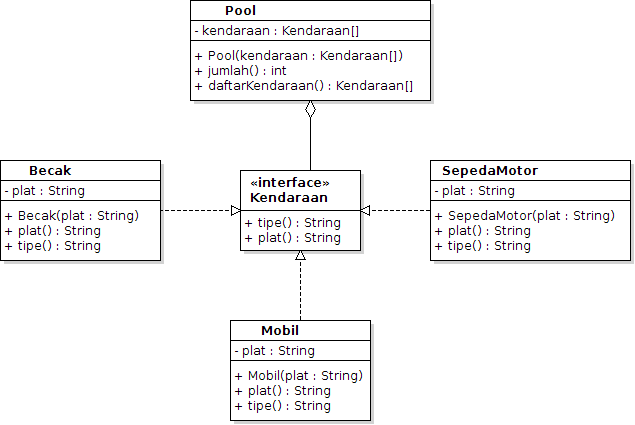 Pool
- kendaraan : Kendaraan[]
+ Pool(kendaraan : Kendaraan[])
+ jumlah() : int
+ daftarKendaraan() : Kendaraan[]
Becak
- plat : String
+ Becak(plat : String)
+ plat() : String
+ tipe() : String
«interface»
Kendaraan
+ tipe() : String
+ plat() : String
SepedaMotor
- plat : String
+ SepedaMotor(plat : String)
+ plat() : String
+ tipe() : String
Mobil
- plat : String
+ Mobil(plat : String)
+ plat() : String
+ tipe() : String